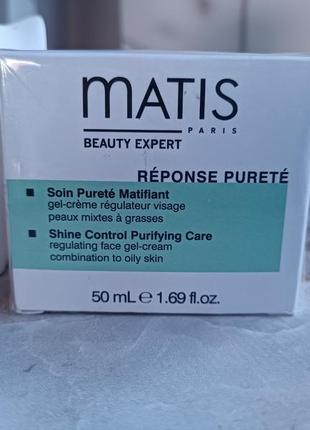 MATIS
PARIS
BEAUTY EXPERT
RÉPONSE PURETÉ
Soin Pureté Matifiant
gel-crème régulateur visage
peaux mixtes à grasses
Shine Control Purifying Care
regulating face gel-cream
combination to oily skin
50 mL ℮ 1.69 fl.oz.